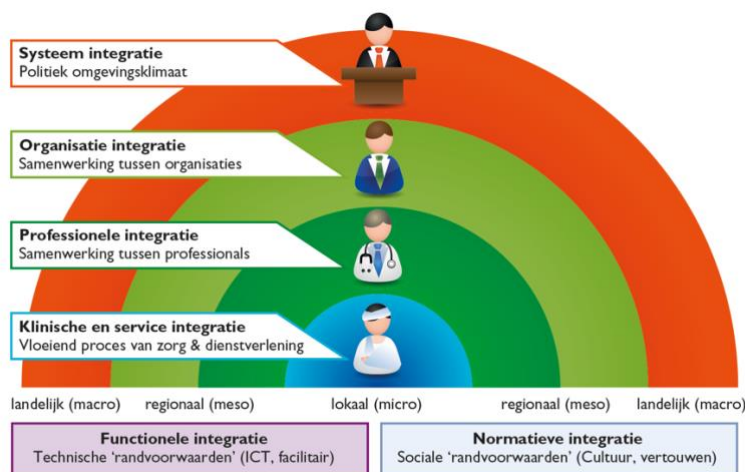 Systeem integratie
Politiek omgevingsklimaat
Organisatie integratie
Samenwerking tussen organisaties
Professionele integratie
Samenwerking tussen professionals
Klinische en service integratie
Vloeiend proces van zorg & dienstverlening
landelijk (macro) regionaal (meso) lokaal (micro) regionaal (meso) landelijk (macro)
Functionele integratie
Technische ‘randvoorwaarden’ (ICT, facilitair)
Normatieve integratie
Sociale ‘randvoorwaarden’ (Cultuur, vertouwen)